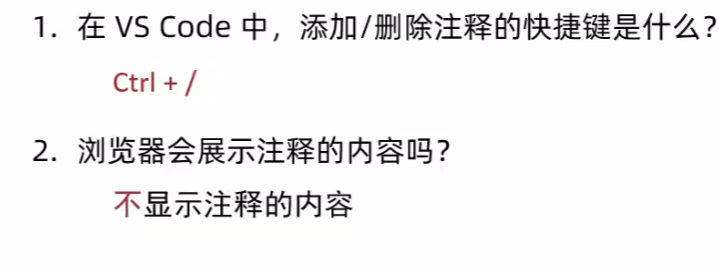 1. 在 VS Code 中，添加/删除注释的快捷键是什么？
Ctrl + /
2. 浏览器会展示注释的内容吗？
不显示注释的内容